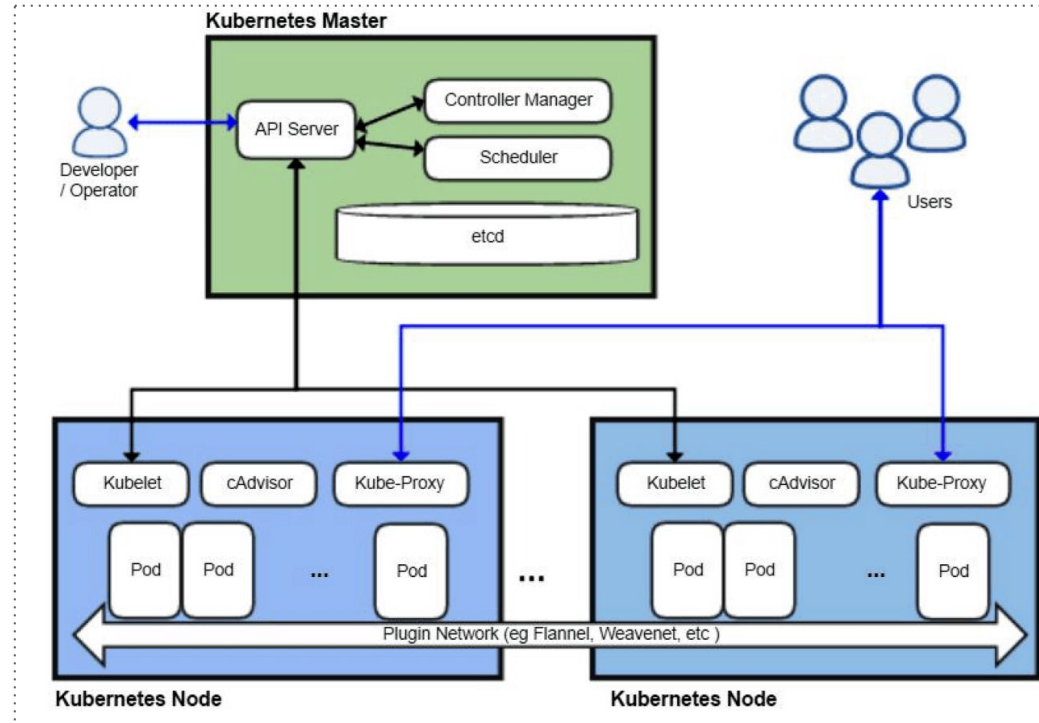 Kubernetes Master
API Server
Controller Manager
Scheduler
etcd
Developer
/ Operator
Users
Kubelet
cAdvisor
Kube-Proxy
Pod
Pod
...
Pod
...
Kubelet
cAdvisor
Kube-Proxy
Pod
Pod
...
Pod
Plugin Network (eg Flannel, Weavenet, etc )
Kubernetes Node
Kubernetes Node